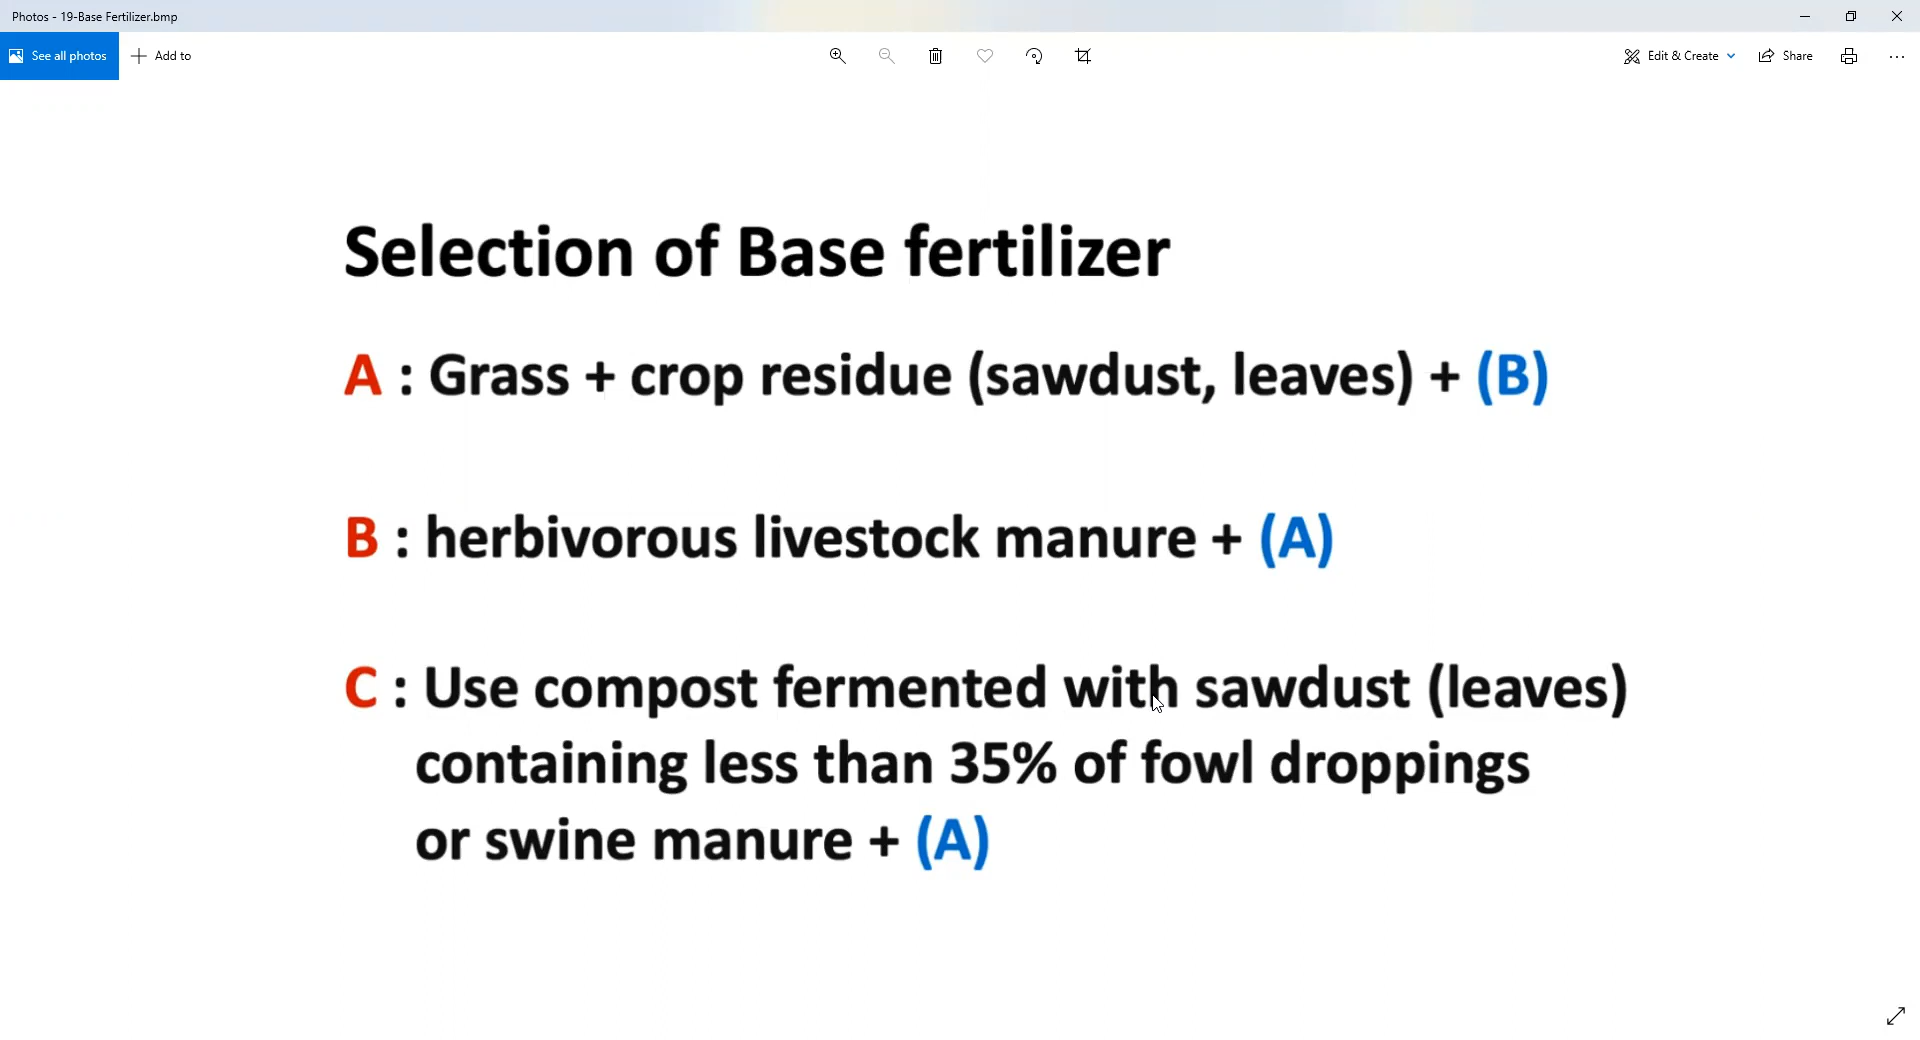 Photos - 19-Base Fertilizer.bmp
See all photos
Add to
Edit & Create
Share
Selection of Base fertilizer
A : Grass + crop residue (sawdust, leaves) + (B)
B : herbivorous livestock manure + (A)
C : Use compost fermented with sawdust (leaves)
containing less than 35% of fowl droppings
or swine manure + (A)